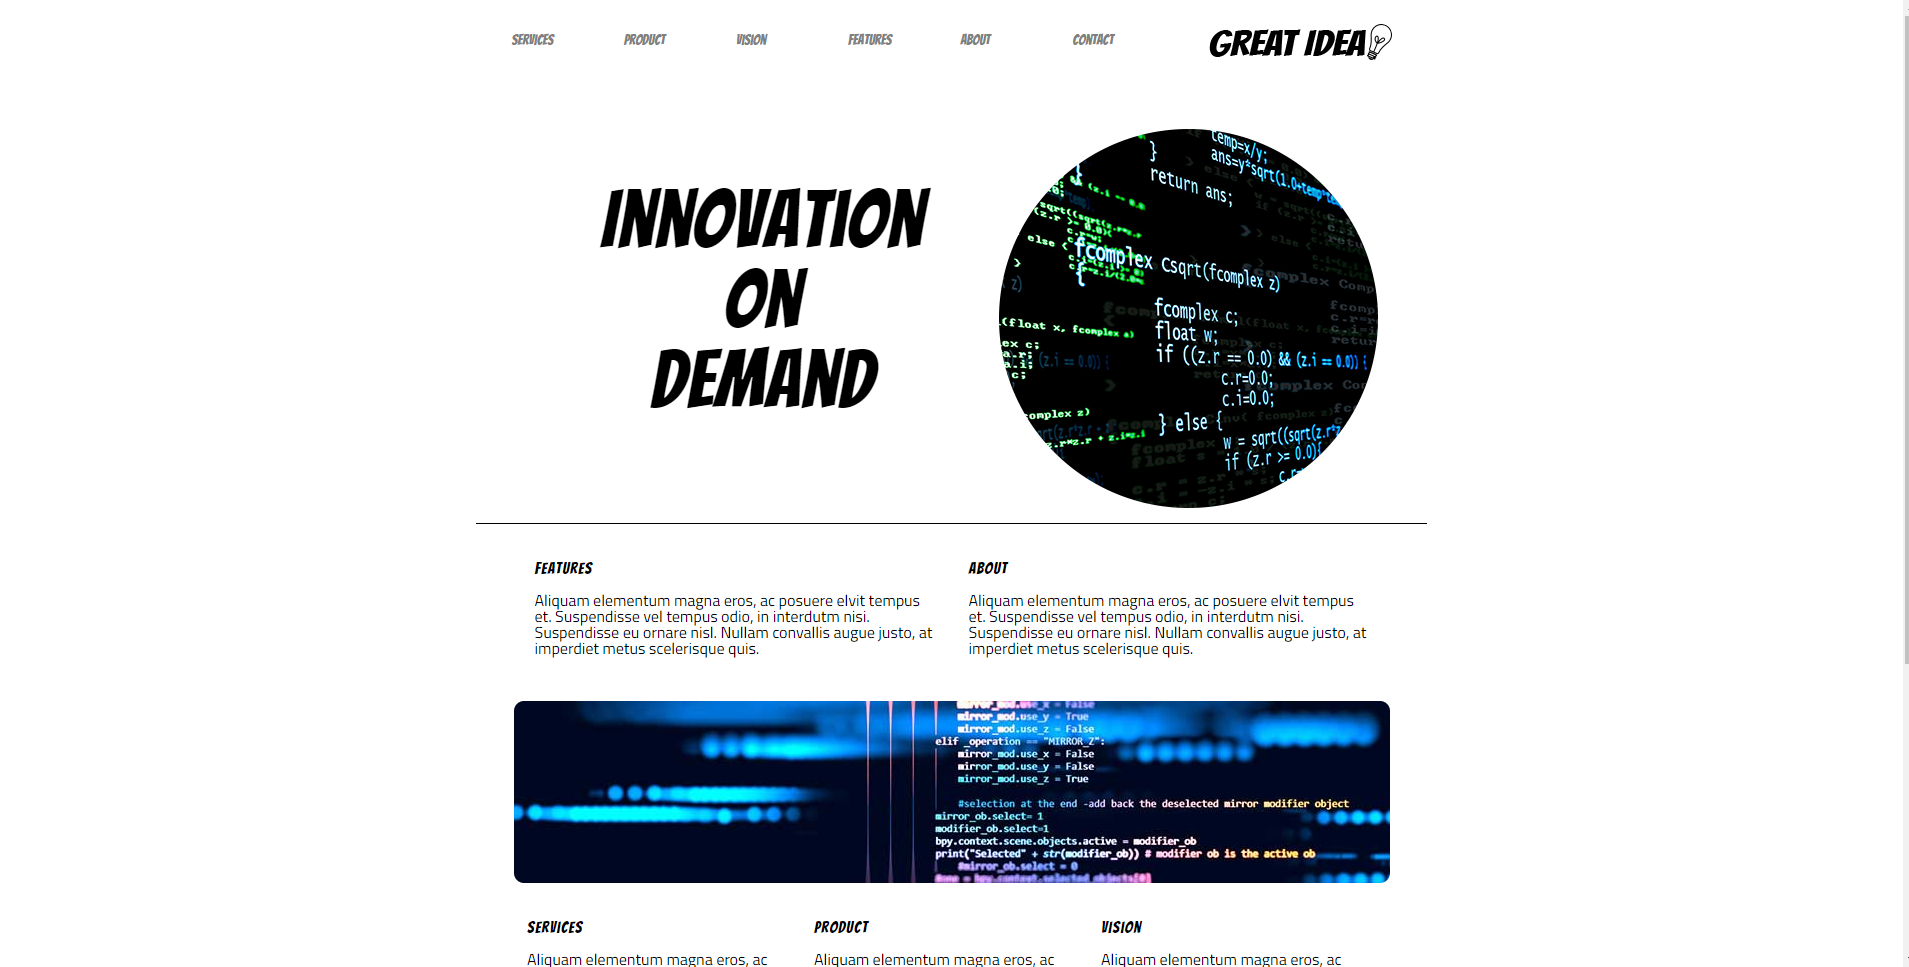 SERVICES PRODUCT VISION FEATURES ABOUT CONTACT GREAT IDEA
INNOVATION
ON
DEMAND
temp=x/y;
ans=y*sqrt(1.0+temp*te
}
return ans;
fcomplex Csqrt(fcomplex z)
{
fcomplex c;
float w;
if ((z.r == 0.0) && (z.i == 0.0)) {
c.r=0.0;
c.i=0.0;
} else {
w = sqrt((sqrt(z.r*z
if (z.r >= 0.0){
(float x, fcomplex a)
complex z)
FEATURES
Aliquam elementum magna eros, ac posuere elvit tempus
et. Suspendisse vel tempus odio, in interdutm nisi.
Suspendisse eu ornare nisl. Nullam convallis augue justo, at
imperdiet metus scelerisque quis.
ABOUT
Aliquam elementum magna eros, ac posuere elvit tempus
et. Suspendisse vel tempus odio, in interdutm nisi.
Suspendisse eu ornare nisl. Nullam convallis augue justo, at
imperdiet metus scelerisque quis.
mirror_mod.use_x = False
mirror_mod.use_y = True
mirror_mod.use_z = False
elif _operation == "MIRROR_Z":
mirror_mod.use_x = False
mirror_mod.use_y = False
mirror_mod.use_z = True
#selection at the end -add back the deselected mirror modifier object
mirror_ob.select= 1
modifier_ob.select=1
bpy.context.scene.objects.active = modifier_ob
print("Selected" + str(modifier_ob)) # modifier ob is the active ob
#mirror_ob.select = 0
bpy.context.selected_objects[0]
SERVICES
Aliquam elementum magna eros, ac
PRODUCT
Aliquam elementum magna eros, ac
VISION
Aliquam elementum magna eros, ac